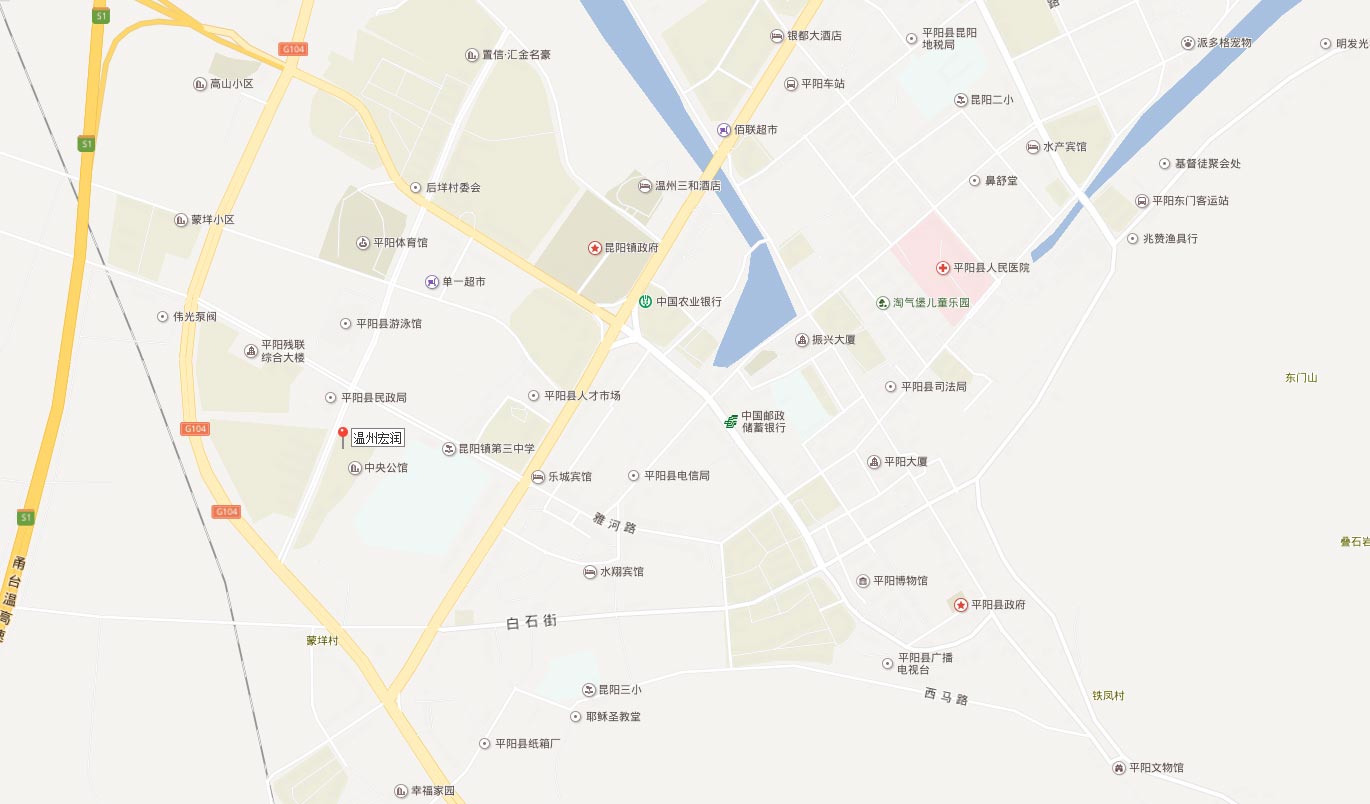 S1
G104
置信·汇金名豪
银都大酒店
平阳县昆阳
地税局
派多格宠物
明发光
高山小区
平阳车站
昆阳二小
S1
佰联超市
水产宾馆
基督徒聚会处
后垟村委会
温州三和酒店
鼻舒堂
平阳东门客运站
蒙垟小区
平阳体育馆
昆阳镇政府
兆赞渔具行
单一超市
平阳县人民医院
中国农业银行
淘气堡儿童乐园
伟光泵阀
平阳县游泳馆
平阳残联
综合大楼
振兴大厦
东门山
平阳县民政局
平阳县人才市场
平阳县司法局
中国邮政
储蓄银行
G104
温州宏润
中央公馆
昆阳镇第三中学
乐城宾馆
平阳县电信局
平阳大厦
S1
G104
雅河路
叠石岩
甬台温高速
水翔宾馆
平阳博物馆
平阳县政府
白石街
蒙垟村
平阳县广播
电视台
昆阳三小
西马路
铁凤村
耶稣圣教堂
平阳县纸箱厂
平阳文物馆
幸福家园